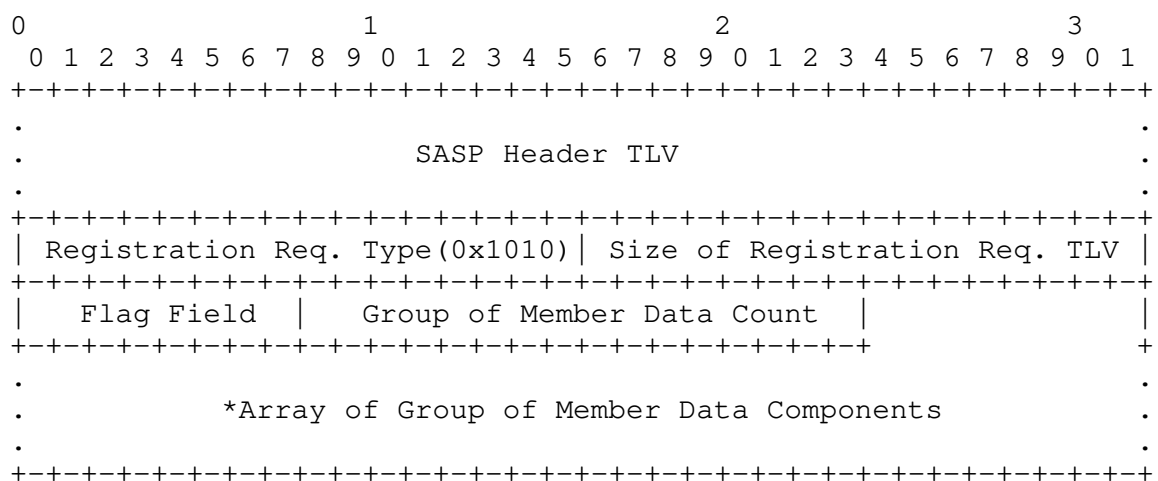 0                   1                   2                   3
 0 1 2 3 4 5 6 7 8 9 0 1 2 3 4 5 6 7 8 9 0 1 2 3 4 5 6 7 8 9 0 1
+-+-+-+-+-+-+-+-+-+-+-+-+-+-+-+-+-+-+-+-+-+-+-+-+-+-+-+-+-+-+-+-+
.                                                               .
.                      SASP Header TLV                          .
.                                                               .
+-+-+-+-+-+-+-+-+-+-+-+-+-+-+-+-+-+-+-+-+-+-+-+-+-+-+-+-+-+-+-+-+
| Registration Req. Type(0x1010)| Size of Registration Req. TLV |
+-+-+-+-+-+-+-+-+-+-+-+-+-+-+-+-+-+-+-+-+-+-+-+-+-+-+-+-+-+-+-+-+
|   Flag Field  |   Group of Member Data Count  |               |
+-+-+-+-+-+-+-+-+-+-+-+-+-+-+-+-+-+-+-+-+-+-+-+-+               +
.                                                               .
.           *Array of Group of Member Data Components           .
.                                                               .
+-+-+-+-+-+-+-+-+-+-+-+-+-+-+-+-+-+-+-+-+-+-+-+-+-+-+-+-+-+-+-+-+